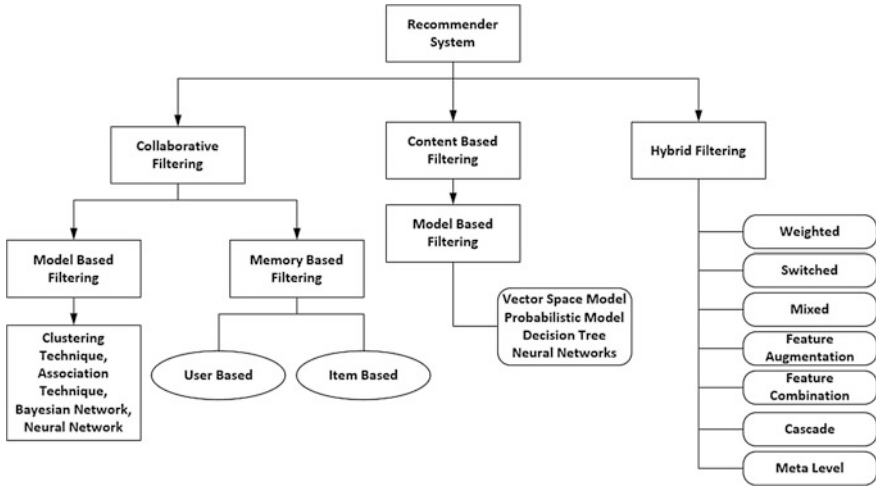 Recommender
System
Collaborative
Filtering
Content Based
Filtering
Hybrid Filtering
Model Based
Filtering
Memory Based
Filtering
Model Based
Filtering
Clustering
Technique,
Association
Technique,
Bayesian Network,
Neural Network
User Based
Item Based
Vector Space Model
Probabilistic Model
Decision Tree
Neural Networks
Weighted
Switched
Mixed
Feature
Augmentation
Feature
Combination
Cascade
Meta Level